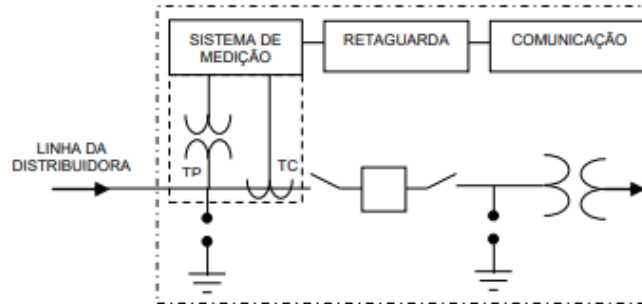 SISTEMA DE
MEDIÇÃO
RETAGUARDA
COMUNICAÇÃO
LINHA DA
DISTRIBUIDORA
TP
TC